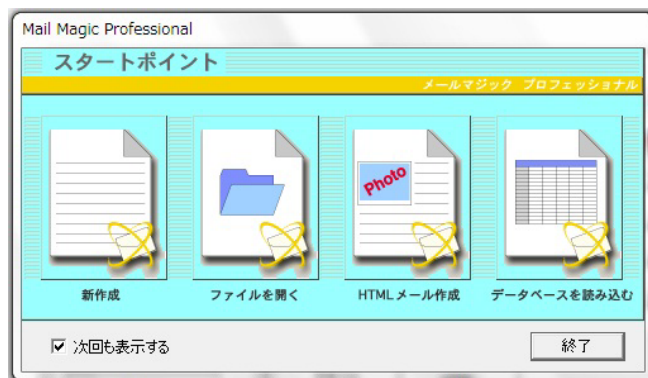 Mail Magic Professional
スタートポイント
メールマジック プロフェッショナル
Photo
新作成
ファイルを開く
HTMLメール作成
データベースを読み込む
次回も表示する
終了